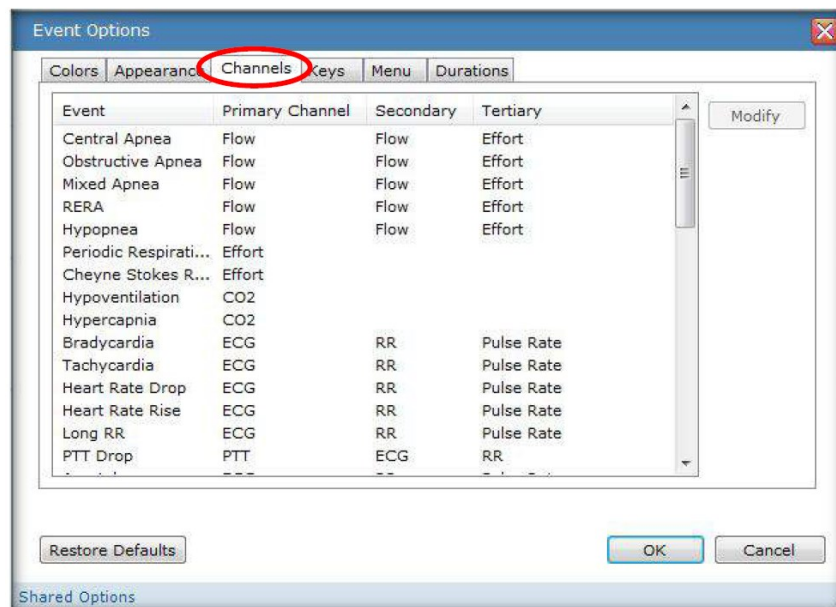 Event Options
Colors Appearance Channels Keys Menu Durations
Event Primary Channel Secondary Tertiary
Modify
Central Apnea Flow Flow Effort
Obstructive Apnea Flow Flow Effort
Mixed Apnea Flow Flow Effort
RERA Flow Flow Effort
Hypopnea Flow Flow Effort
Periodic Respirati... Effort
Cheyne Stokes R... Effort
Hypoventilation CO2
Hypercapnia CO2
Bradycardia ECG RR Pulse Rate
Tachycardia ECG RR Pulse Rate
Heart Rate Drop ECG RR Pulse Rate
Heart Rate Rise ECG RR Pulse Rate
Long RR ECG RR Pulse Rate
PTT Drop PTT ECG RR
Restore Defaults OK Cancel
Shared Options